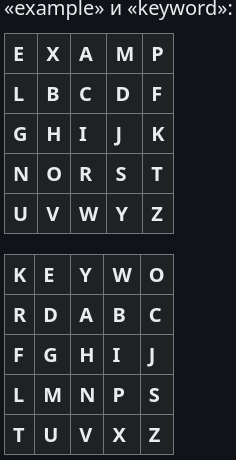 «example» и «keyword»:
E X A M P
L B C D F
G H I J K
N O R S T
U V W Y Z
K E Y W O
R D A B C
F G H I J
L M N P S
T U V X Z